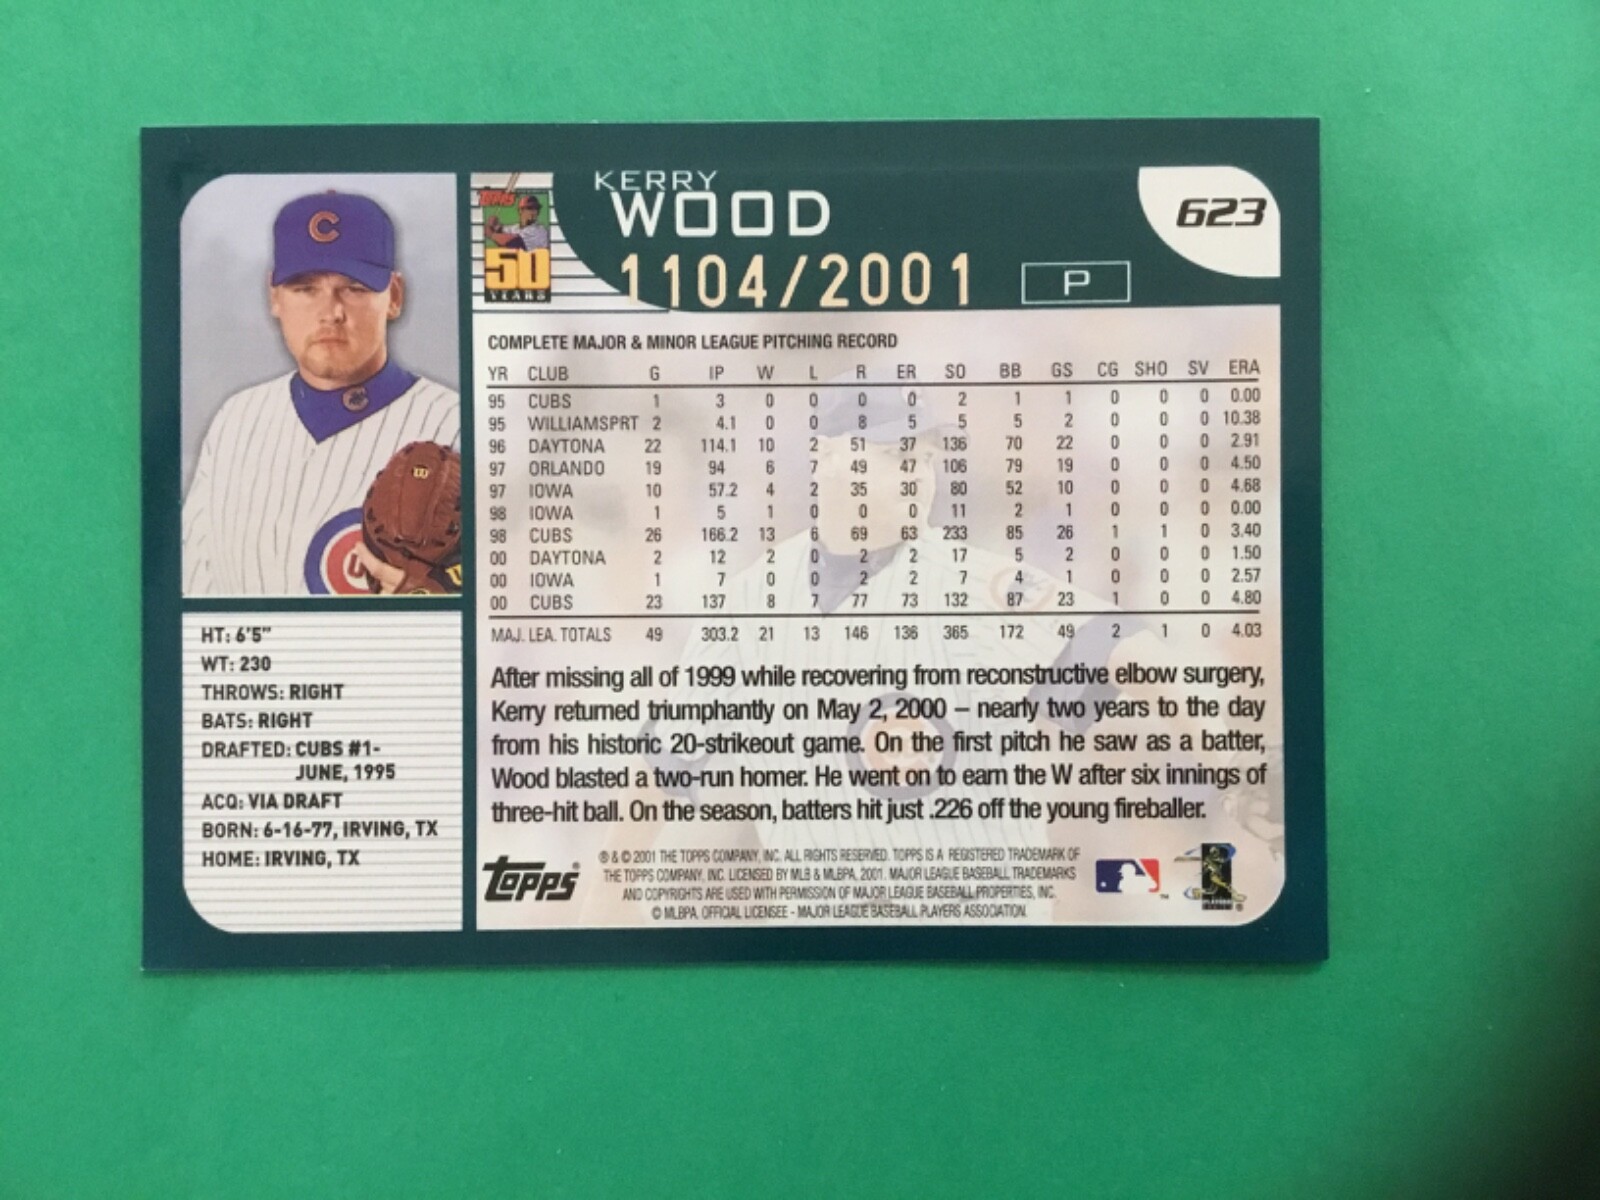 KERRY
WOOD
1104/2001
P
623
TOPPS
50
YEARS
C
W
HT: 6'5"
WT: 230
THROWS: RIGHT
BATS: RIGHT
DRAFTED: CUBS #1-
JUNE, 1995
ACQ: VIA DRAFT
BORN: 6-16-77, IRVING, TX
HOME: IRVING, TX
COMPLETE MAJOR & MINOR LEAGUE PITCHING RECORD
YR CLUB G IP W L R ER SO BB GS CG SHO SV ERA
95 CUBS 1 3 0 0 0 0 2 1 1 0 0 0 0.00
95 WILLIAMSPRT 2 4.1 0 0 8 5 5 5 2 0 0 0 10.38
96 DAYTONA 22 114.1 10 2 51 37 136 70 22 0 0 0 2.91
97 ORLANDO 19 94 6 7 49 47 106 79 19 0 0 0 4.50
97 IOWA 10 57.2 4 2 35 30 80 52 10 0 0 0 4.68
98 IOWA 1 5 1 0 0 0 11 2 1 0 0 0 0.00
98 CUBS 26 166.2 13 6 69 63 233 85 26 1 1 0 3.40
00 DAYTONA 2 12 2 0 2 2 17 5 2 0 0 0 1.50
00 IOWA 1 7 0 0 2 2 7 4 1 0 0 0 2.57
00 CUBS 23 137 8 7 77 73 132 87 23 1 0 0 4.80
MAJ. LEA. TOTALS 49 303.2 21 13 146 136 365 172 49 2 1 0 4.03
After missing all of 1999 while recovering from reconstructive elbow surgery,
Kerry returned triumphantly on May 2, 2000 – nearly two years to the day
from his historic 20-strikeout game. On the first pitch he saw as a batter,
Wood blasted a two-run homer. He went on to earn the W after six innings of
three-hit ball. On the season, batters hit just .226 off the young fireballer.
Topps®
® & © 2001 THE TOPPS COMPANY, INC. ALL RIGHTS RESERVED. TOPPS IS A REGISTERED TRADEMARK OF
THE TOPPS COMPANY, INC. LICENSED BY MLB & MLBPA, 2001. MAJOR LEAGUE BASEBALL TRADEMARKS
AND COPYRIGHTS ARE USED WITH PERMISSION OF MAJOR LEAGUE BASEBALL PROPERTIES, INC.
© MLBPA. OFFICIAL LICENSEE - MAJOR LEAGUE BASEBALL PLAYERS ASSOCIATION.